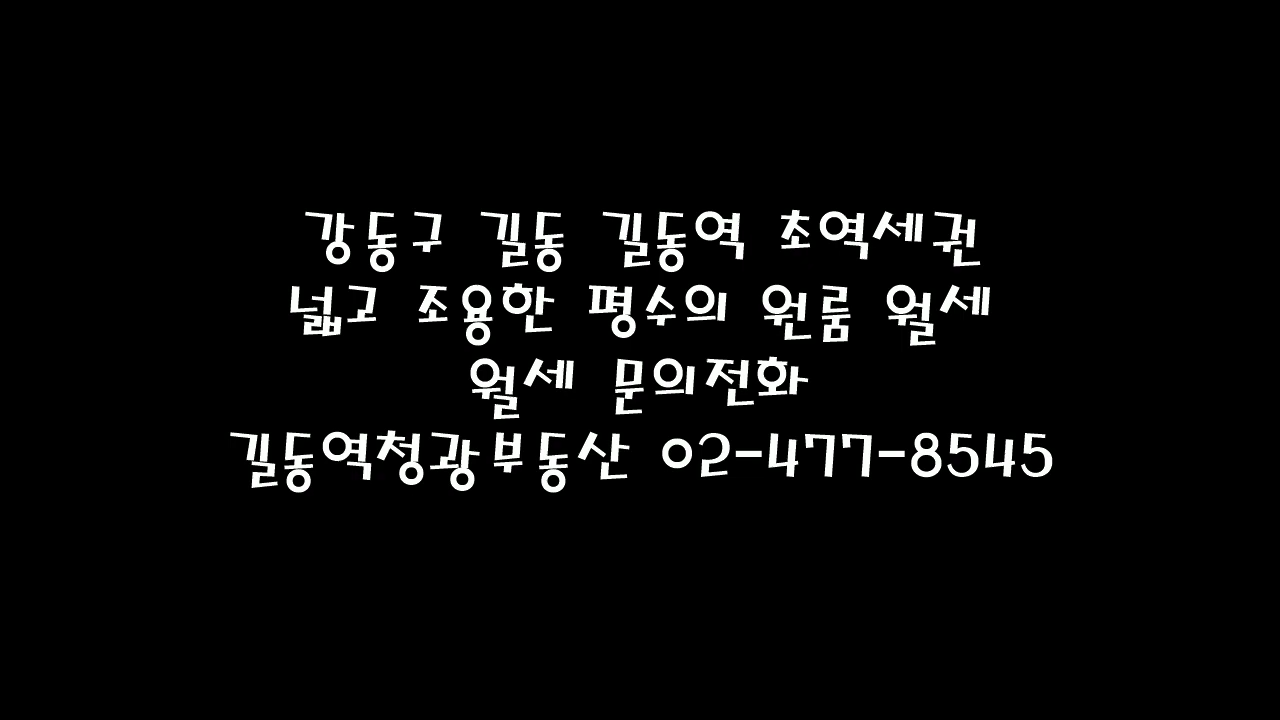 강동구 길동 길동역 초역세권
넓고 조용한 평수의 원룸 월세
월세 문의전화
길동역청광부동산 02-477-8545